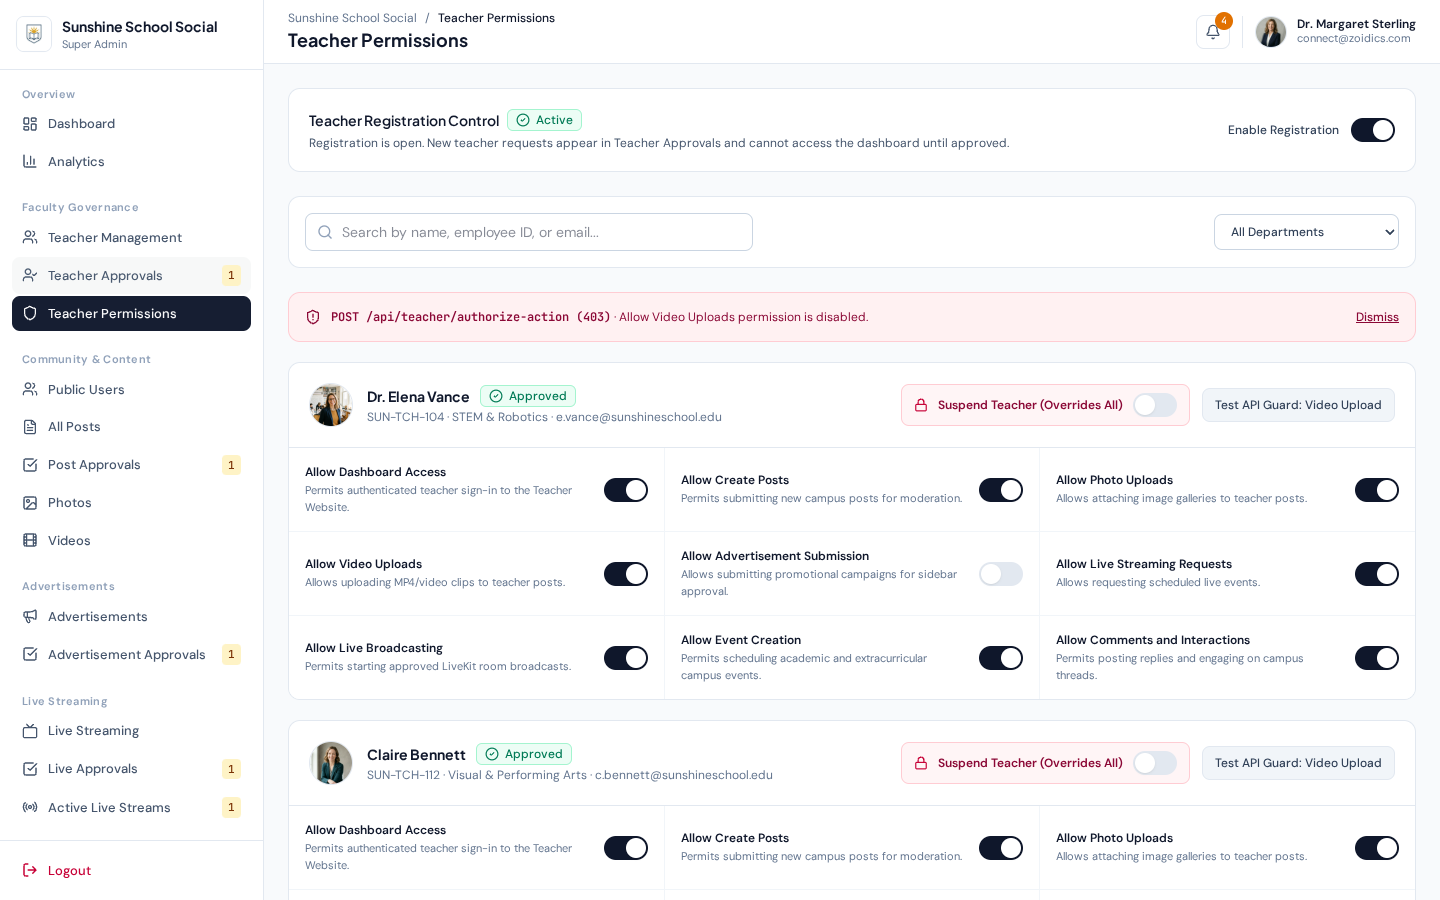 Sunshine School Social
Super Admin
Overview
Dashboard
Analytics
Faculty Governance
Teacher Management
Teacher Approvals 1
Teacher Permissions
Community & Content
Public Users
All Posts
Post Approvals 1
Photos
Videos
Advertisements
Advertisements
Advertisement Approvals 1
Live Streaming
Live Streaming
Live Approvals 1
Active Live Streams 1
Logout
Sunshine School Social / Teacher Permissions
Teacher Permissions
4
Dr. Margaret Sterling
connect@zoidics.com
Teacher Registration Control Active
Registration is open. New teacher requests appear in Teacher Approvals and cannot access the dashboard until approved.
Enable Registration
Search by name, employee ID, or email...
All Departments
POST /api/teacher/authorize-action (403) · Allow Video Uploads permission is disabled.
Dismiss
Dr. Elena Vance Approved
SUN-TCH-104 · STEM & Robotics · e.vance@sunshineschool.edu
Suspend Teacher (Overrides All)
Test API Guard: Video Upload
Allow Dashboard Access
Permits authenticated teacher sign-in to the Teacher
Website.
Allow Create Posts
Permits submitting new campus posts for moderation.
Allow Photo Uploads
Allows attaching image galleries to teacher posts.
Allow Video Uploads
Allows uploading MP4/video clips to teacher posts.
Allow Advertisement Submission
Allows submitting promotional campaigns for sidebar
approval.
Allow Live Streaming Requests
Allows requesting scheduled live events.
Allow Live Broadcasting
Permits starting approved LiveKit room broadcasts.
Allow Event Creation
Permits scheduling academic and extracurricular
campus events.
Allow Comments and Interactions
Permits posting replies and engaging on campus
threads.
Claire Bennett Approved
SUN-TCH-112 · Visual & Performing Arts · c.bennett@sunshineschool.edu
Suspend Teacher (Overrides All)
Test API Guard: Video Upload
Allow Dashboard Access
Permits authenticated teacher sign-in to the Teacher
Website.
Allow Create Posts
Permits submitting new campus posts for moderation.
Allow Photo Uploads
Allows attaching image galleries to teacher posts.